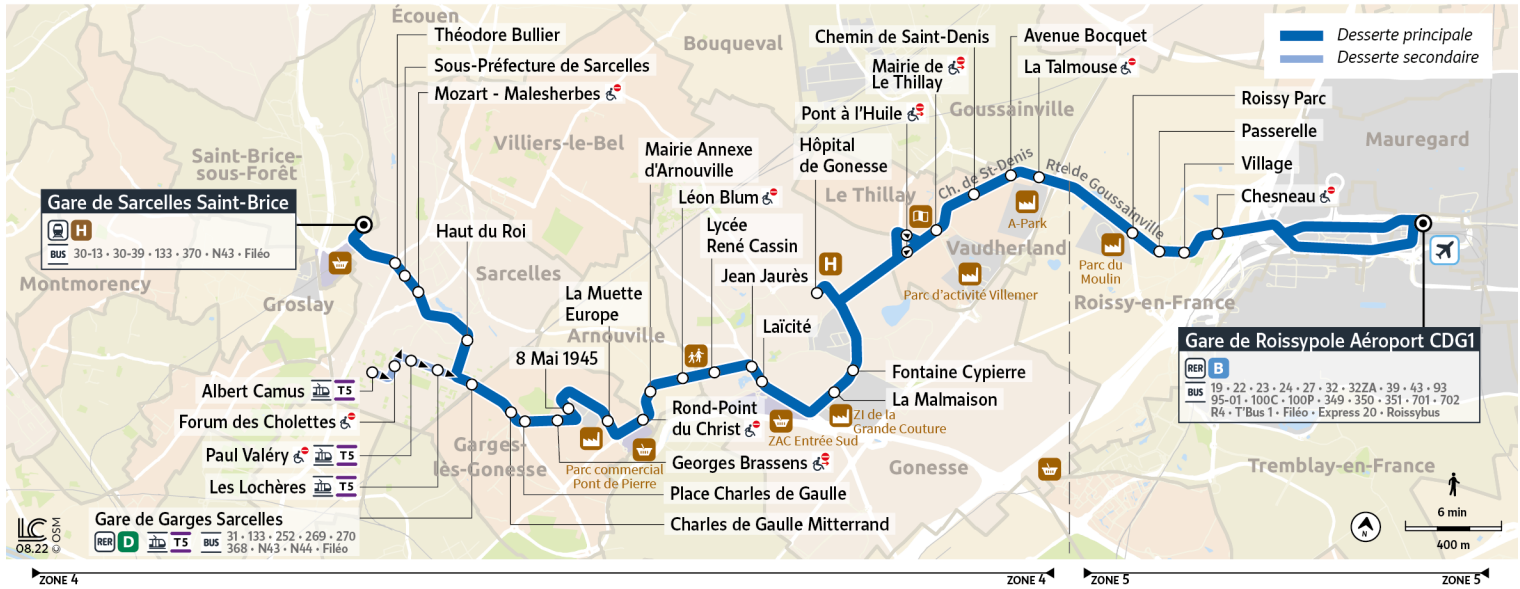 Écouen
Théodore Bullier
Sous-Préfecture de Sarcelles
Mozart - Malesherbes
Bouqueval
Chemin de Saint-Denis
Avenue Bocquet
Mairie de
Le Thillay
La Talmouse
Desserte principale
Desserte secondaire
Goussainville
Pont à l'Huile
Roissy Parc
Passerelle
Village
Chesneau
Mauregard
Saint-Brice-
sous-Forêt
Villiers-le-Bel
Mairie Annexe
d'Arnouville
Hôpital
de Gonesse
Léon Blum
Le Thillay
Ch. de St-Denis
Rte de Goussainville
Gare de Sarcelles Saint-Brice
H
BUS
30-13 • 30-39 • 133 • 370 • N43 • Filéo
Haut du Roi
Lycée
René Cassin
A-Park
Vaudherland
Parc du
Moulin
Montmorency
Sarcelles
Jean Jaurès
H
Parc d'activité Villemer
Roissy-en-France
Groslay
La Muette
Europe
Arnouville
Laïcité
8 Mai 1945
Gare de Roissypole Aéroport CDG1
RER
B
BUS
19 • 22 • 23 • 24 • 27 • 32 • 32ZA • 39 • 43 • 93
95-01 • 100C • 100P • 349 • 350 • 351 • 701 • 702
R4 • T'Bus 1 • Filéo • Express 20 • Roissybus
Albert Camus
T5
Forum des Cholettes
Paul Valéry
T5
Les Lochères
T5
Fontaine Cypierre
La Malmaison
Rond-Point
du Christ
ZI de la
Grande Couture
ZAC Entrée Sud
Garges-
lès-Gonesse
Parc commercial
Pont de Pierre
Georges Brassens
Gonesse
Tremblay-en-France
Place Charles de Gaulle
Charles de Gaulle Mitterrand
Gare de Garges Sarcelles
RER
D
T5
BUS
31 • 133 • 252 • 269 • 270
368 • N43 • N44 • Filéo
LC
08.22
© OSM
N
6 min
400 m
ZONE 4
ZONE 4
ZONE 5
ZONE 5